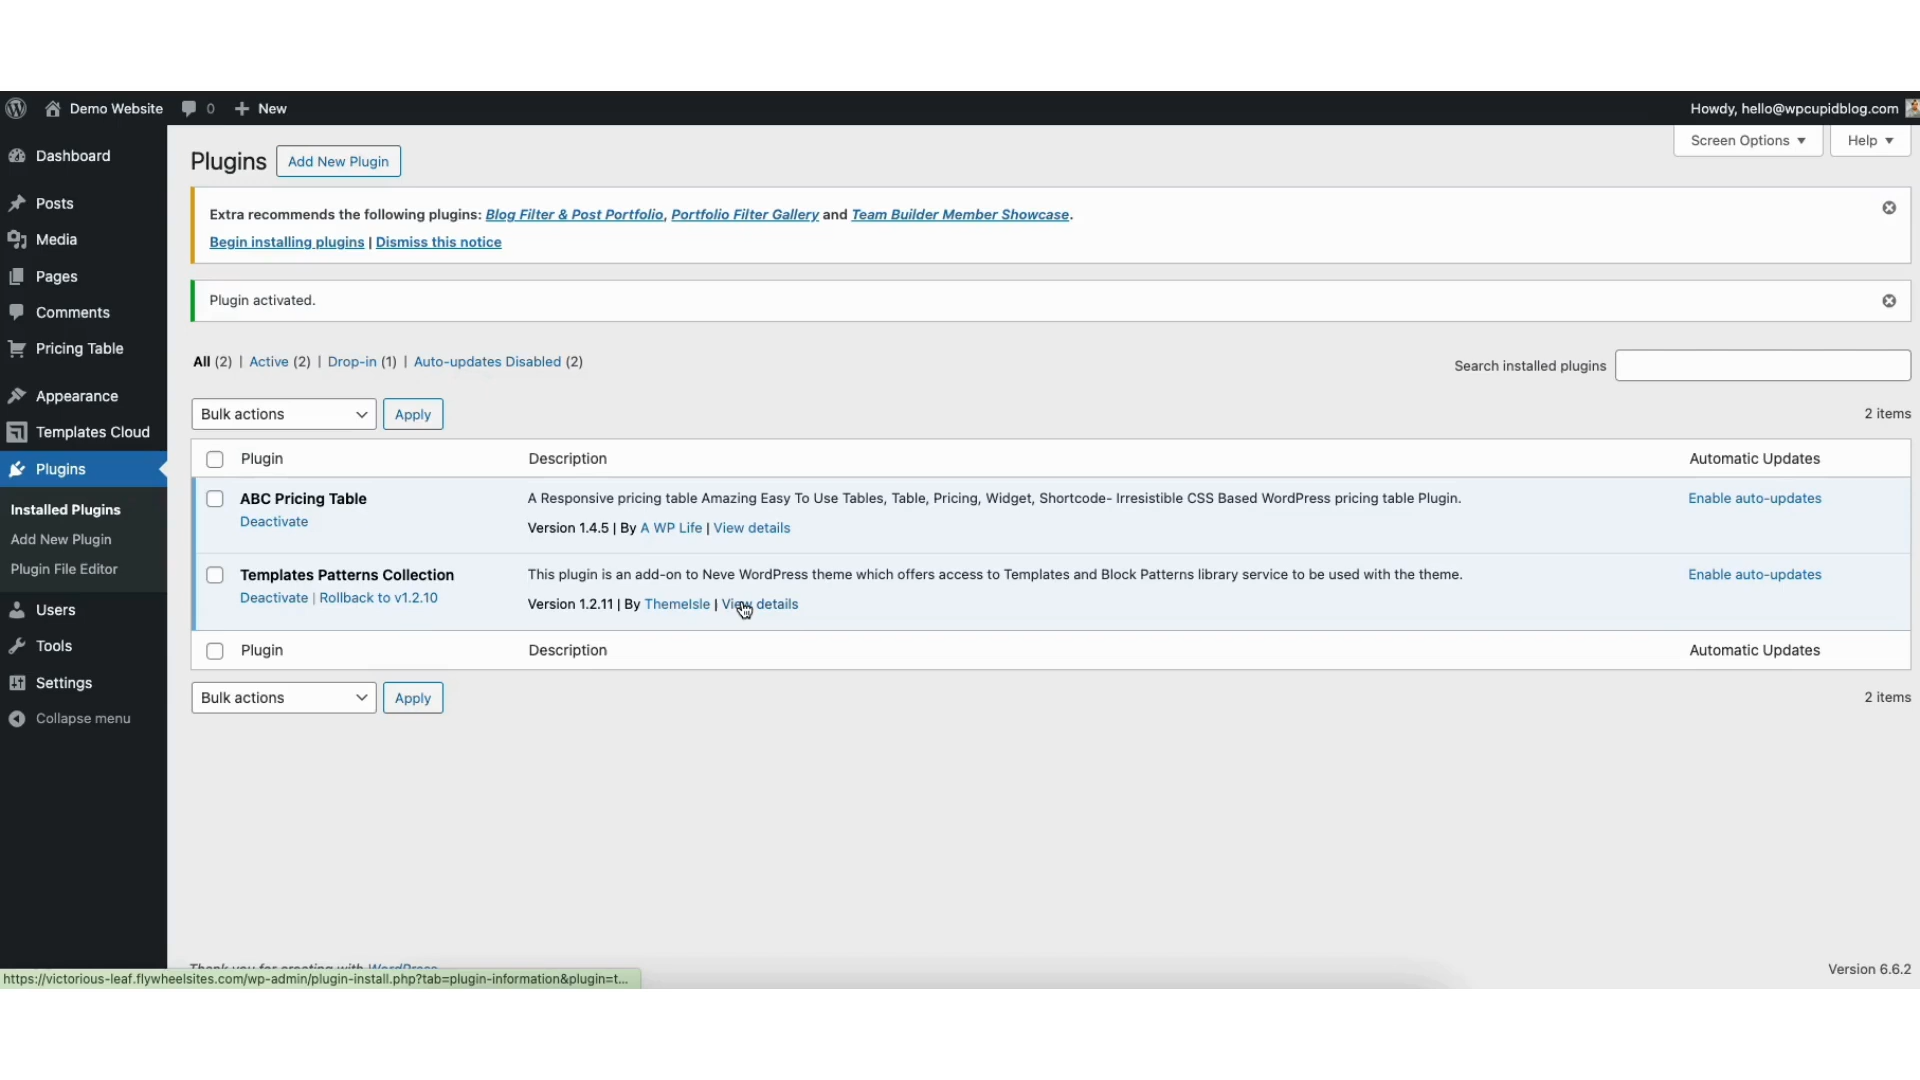 Demo Website 0 New Howdy, hello@wpcupidblog.com
Screen Options Help
Dashboard
Posts
Media
Pages
Comments
Pricing Table
Appearance
Templates Cloud
Plugins
Installed Plugins
Add New Plugin
Plugin File Editor
Users
Tools
Settings
Collapse menu
Plugins Add New Plugin
Extra recommends the following plugins: Blog Filter & Post Portfolio, Portfolio Filter Gallery and Team Builder Member Showcase.
Begin installing plugins | Dismiss this notice
Plugin activated.
All (2) | Active (2) | Drop-in (1) | Auto-updates Disabled (2)
Search installed plugins
Bulk actions Apply 2 items
Plugin Description Automatic Updates
ABC Pricing Table A Responsive pricing table Amazing Easy To Use Tables, Table, Pricing, Widget, Shortcode- Irresistible CSS Based WordPress pricing table Plugin. Enable auto-updates
Deactivate Version 1.4.5 | By A WP Life | View details
Templates Patterns Collection This plugin is an add-on to Neve WordPress theme which offers access to Templates and Block Patterns library service to be used with the theme. Enable auto-updates
Deactivate | Rollback to v1.2.10 Version 1.2.11 | By ThemeIsle | View details
Plugin Description Automatic Updates
Bulk actions Apply 2 items
Thank you for creating with WordPress Version 6.6.2
https://victorious-leaf.flywheelsites.com/wp-admin/plugin-install.php?tab=plugin-information&plugin=t...